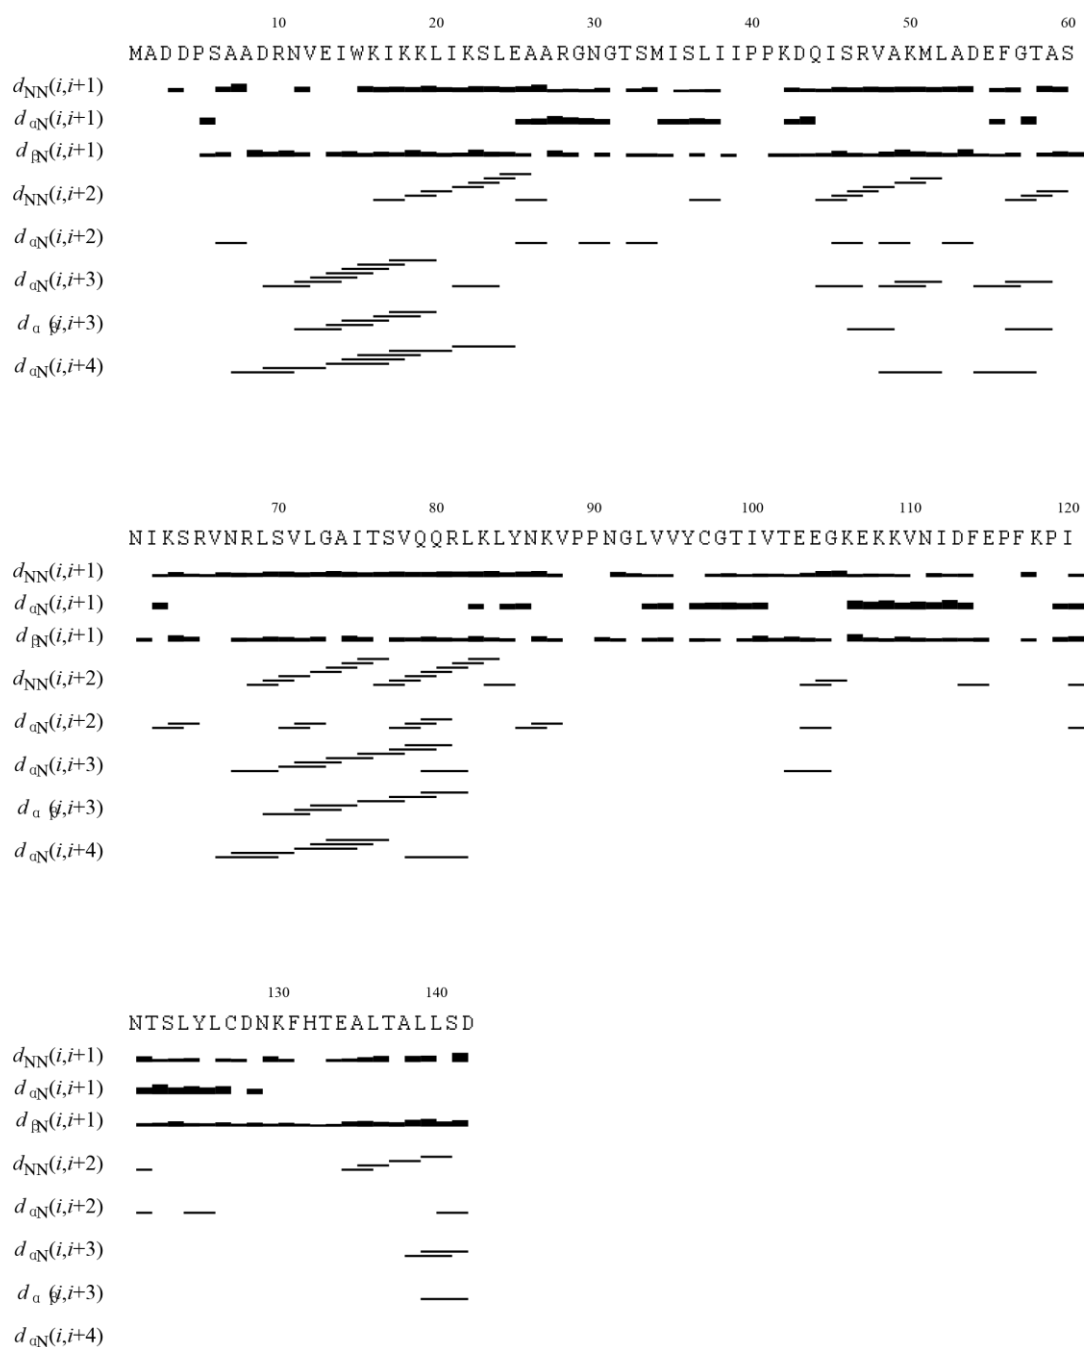 10 20 30 40 50 60
MADDPSAADRNVEIWKIKKLIKSLEAARGNGTSMISLIIPPKDQISRVAKMLADEFGTAS
dNN(i,i+1)
dαN(i,i+1)
dβN(i,i+1)
dNN(i,i+2)
dαN(i,i+2)
dαN(i,i+3)
dαβ(i,i+3)
dαN(i,i+4)
70 80 90 100 110 120
NIKSRVNRLSVLGAITSVQQRLKLYNKVPPNGLVVYCGTIVTEEGKEKKVNIDFEPFKPI
dNN(i,i+1)
dαN(i,i+1)
dβN(i,i+1)
dNN(i,i+2)
dαN(i,i+2)
dαN(i,i+3)
dαβ(i,i+3)
dαN(i,i+4)
130 140
NTSLYLCDNKFHTEALTALLSD
dNN(i,i+1)
dαN(i,i+1)
dβN(i,i+1)
dNN(i,i+2)
dαN(i,i+2)
dαN(i,i+3)
dαβ(i,i+3)
dαN(i,i+4)